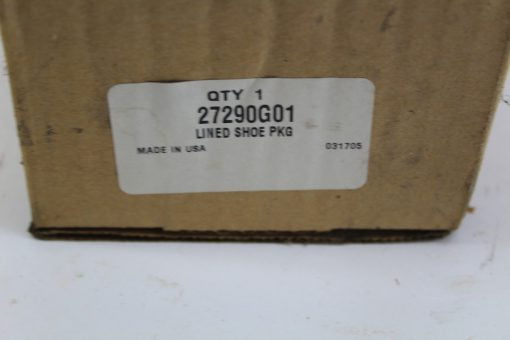 QTY 1
27290G01
LINED SHOE PKG
MADE IN USA 031705